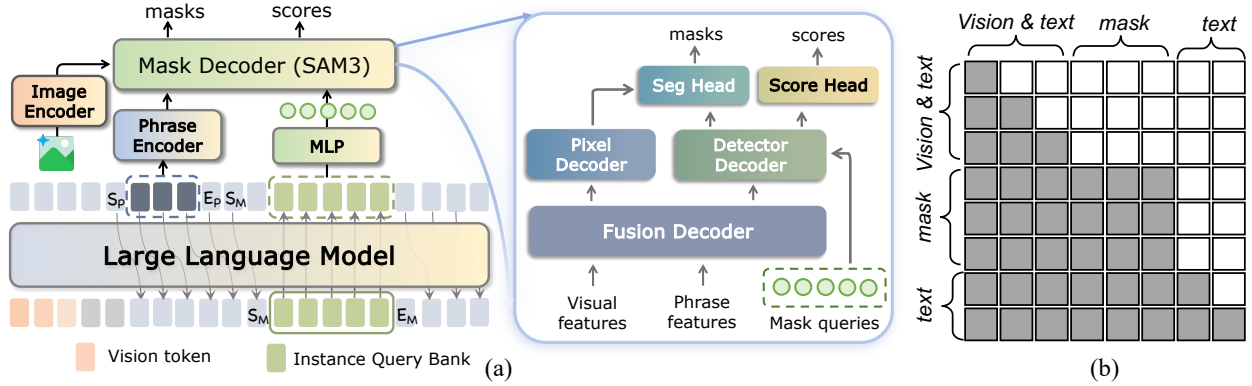 masks
scores
Mask Decoder (SAM3)
Image
Encoder
Phrase
Encoder
MLP
S_P
E_P
S_M
Large Language Model
S_M
E_M
Vision token
Instance Query Bank
(a)
masks
scores
Seg Head
Score Head
Pixel
Decoder
Detector
Decoder
Fusion Decoder
Visual
features
Phrase
features
Mask queries
Vision & text
mask
text
Vision & text
mask
text
(b)